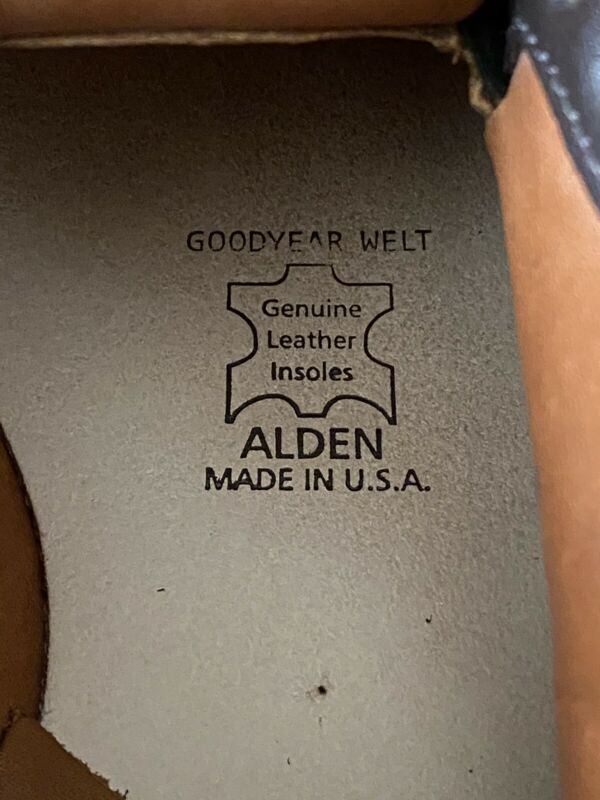 GOODYEAR WELT
Genuine
Leather
Insoles
ALDEN
MADE IN U.S.A.